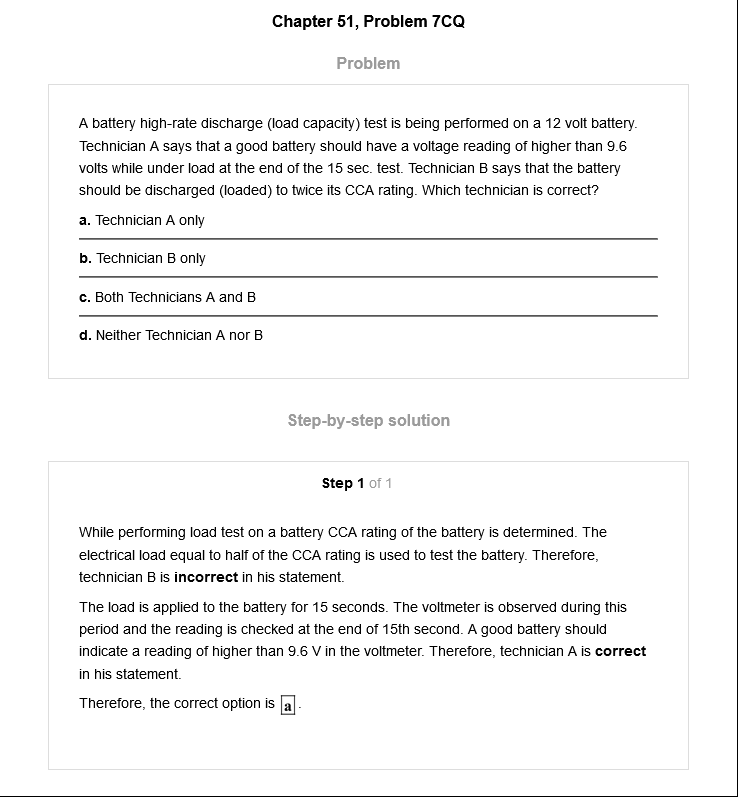 Chapter 51, Problem 7CQ
Problem
A battery high-rate discharge (load capacity) test is being performed on a 12 volt battery.
Technician A says that a good battery should have a voltage reading of higher than 9.6
volts while under load at the end of the 15 sec. test. Technician B says that the battery
should be discharged (loaded) to twice its CCA rating. Which technician is correct?
a. Technician A only
b. Technician B only
c. Both Technicians A and B
d. Neither Technician A nor B
Step-by-step solution
Step 1 of 1
While performing load test on a battery CCA rating of the battery is determined. The
electrical load equal to half of the CCA rating is used to test the battery. Therefore,
technician B is incorrect in his statement.
The load is applied to the battery for 15 seconds. The voltmeter is observed during this
period and the reading is checked at the end of 15th second. A good battery should
indicate a reading of higher than 9.6 V in the voltmeter. Therefore, technician A is correct
in his statement.
Therefore, the correct option is a.